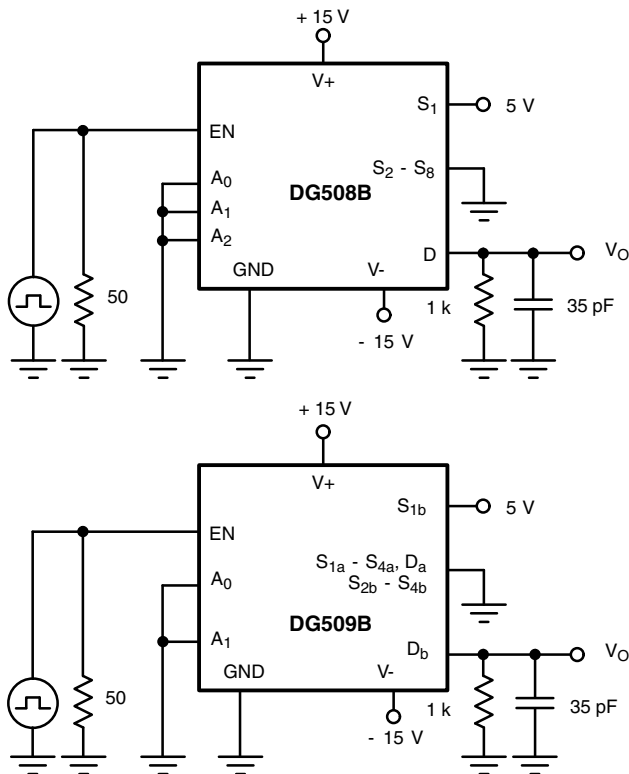 + 15 V
V+
S1
5 V
EN
A0
S2 - S8
DG508B
A1
A2
GND
V-
D
VO
50
1 k
35 pF
- 15 V
+ 15 V
V+
S1b
5 V
EN
S1a - S4a, Da
A0
S2b - S4b
DG509B
A1
Db
VO
GND
V-
50
1 k
35 pF
- 15 V